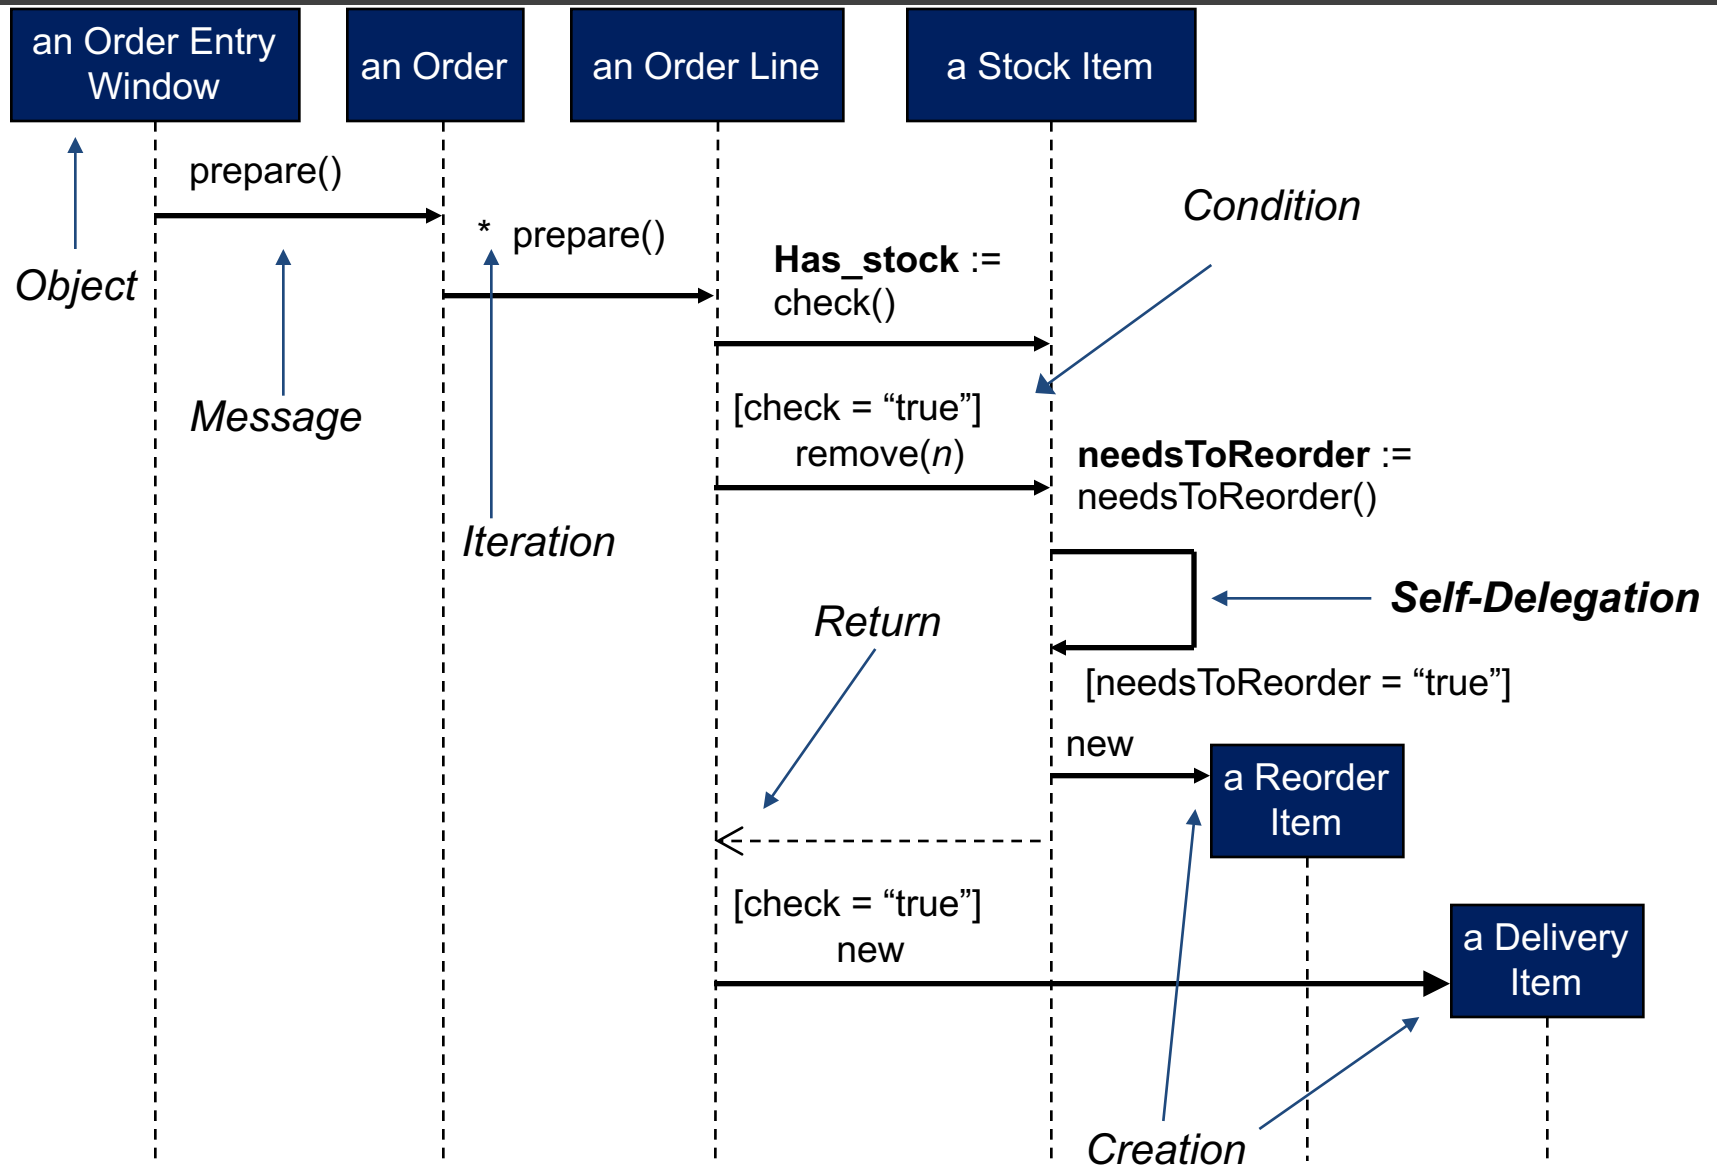 an Order Entry
Window
an Order
an Order Line
a Stock Item
prepare()
Condition
* prepare()
Has_stock :=
check()
Object
Message
[check = “true”]
remove(n)
needsToReorder :=
needsToReorder()
Iteration
Self-Delegation
Return
[needsToReorder = “true”]
new
a Reorder
Item
[check = “true”]
new
a Delivery
Item
Creation